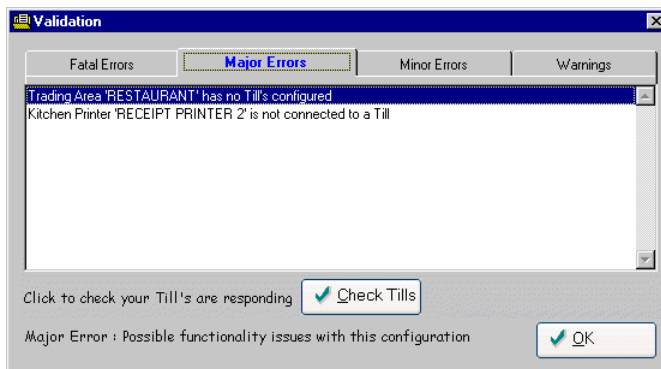 Validation
Fatal Errors
Major Errors
Minor Errors
Warnings
Trading Area 'RESTAURANT' has no Till's configured
Kitchen Printer 'RECEIPT PRINTER 2' is not connected to a Till
Click to check your Till's are responding
Check Tills
Major Error : Possible functionality issues with this configuration
OK